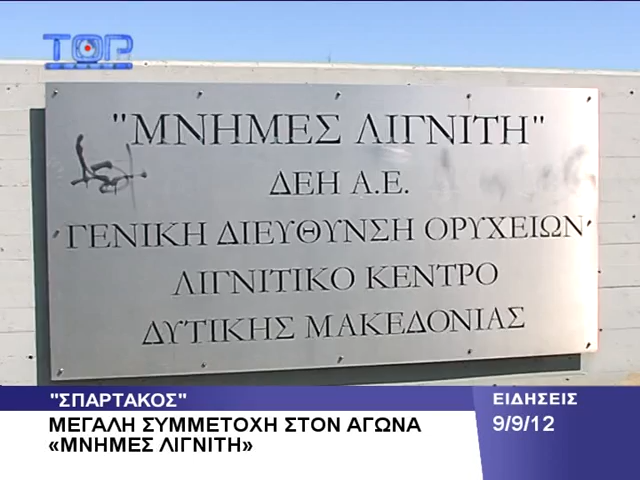 TOP
"ΜΝΗΜΕΣ ΛΙΓΝΙΤΗ"
ΔΕΗ Α.Ε.
ΓΕΝΙΚΗ ΔΙΕΥΘΥΝΣΗ ΟΡΥΧΕΙΩΝ
ΛΙΓΝΙΤΙΚΟ ΚΕΝΤΡΟ
ΔΥΤΙΚΗΣ ΜΑΚΕΔΟΝΙΑΣ
"ΣΠΑΡΤΑΚΟΣ"
ΕΙΔΗΣΕΙΣ
ΜΕΓΑΛΗ ΣΥΜΜΕΤΟΧΗ ΣΤΟΝ ΑΓΩΝΑ
«ΜΝΗΜΕΣ ΛΙΓΝΙΤΗ»
9/9/12